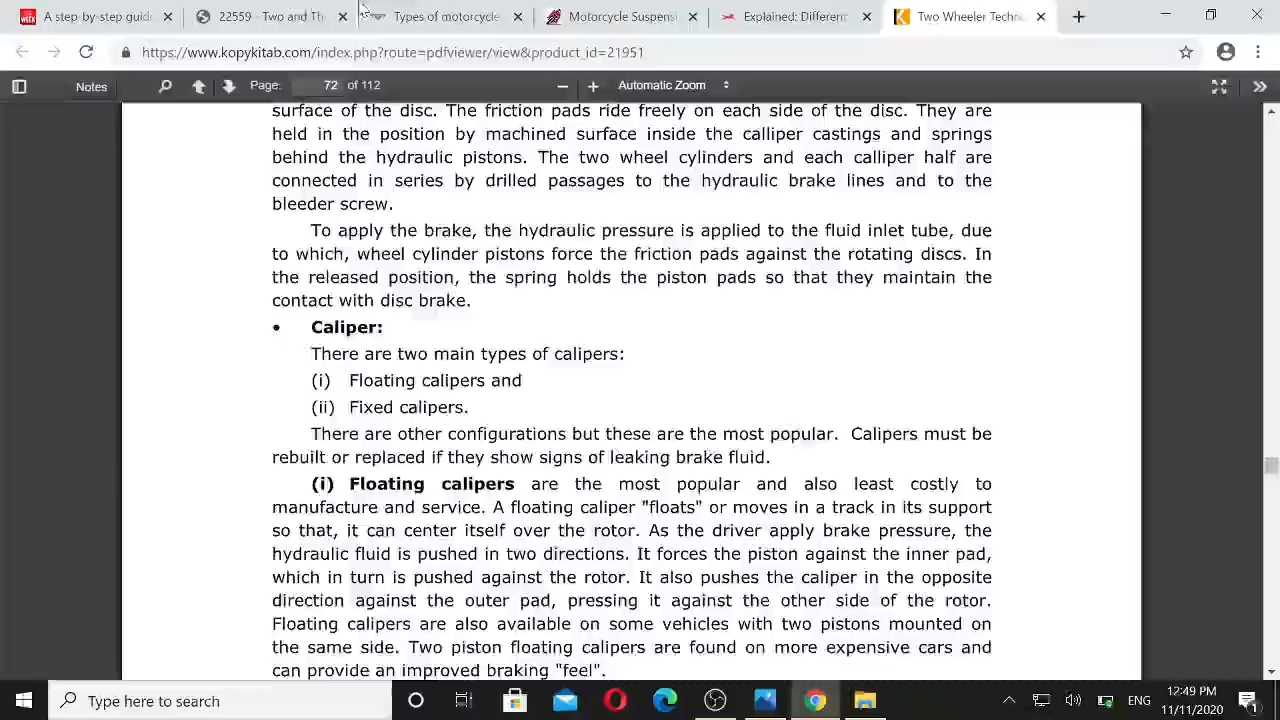 A step-by-step guid
22559 - Two and Th
Types of motorcycle
Motorcycle Suspensi
Explained: Different
Two Wheeler Techn
https://www.kopykitab.com/index.php?route=pdfviewer/view&product_id=21951
Notes
Page:
72
of 112
Automatic Zoom
surface of the disc. The friction pads ride freely on each side of the disc. They are
held in the position by machined surface inside the calliper castings and springs
behind the hydraulic pistons. The two wheel cylinders and each calliper half are
connected in series by drilled passages to the hydraulic brake lines and to the
bleeder screw.
To apply the brake, the hydraulic pressure is applied to the fluid inlet tube, due
to which, wheel cylinder pistons force the friction pads against the rotating discs. In
the released position, the spring holds the piston pads so that they maintain the
contact with disc brake.
• Caliper:
There are two main types of calipers:
(i) Floating calipers and
(ii) Fixed calipers.
There are other configurations but these are the most popular. Calipers must be
rebuilt or replaced if they show signs of leaking brake fluid.
(i) Floating calipers are the most popular and also least costly to
manufacture and service. A floating caliper "floats" or moves in a track in its support
so that, it can center itself over the rotor. As the driver apply brake pressure, the
hydraulic fluid is pushed in two directions. It forces the piston against the inner pad,
which in turn is pushed against the rotor. It also pushes the caliper in the opposite
direction against the outer pad, pressing it against the other side of the rotor.
Floating calipers are also available on some vehicles with two pistons mounted on
the same side. Two piston floating calipers are found on more expensive cars and
can provide an improved braking "feel".
Type here to search
ENG
12:49 PM
11/11/2020
1